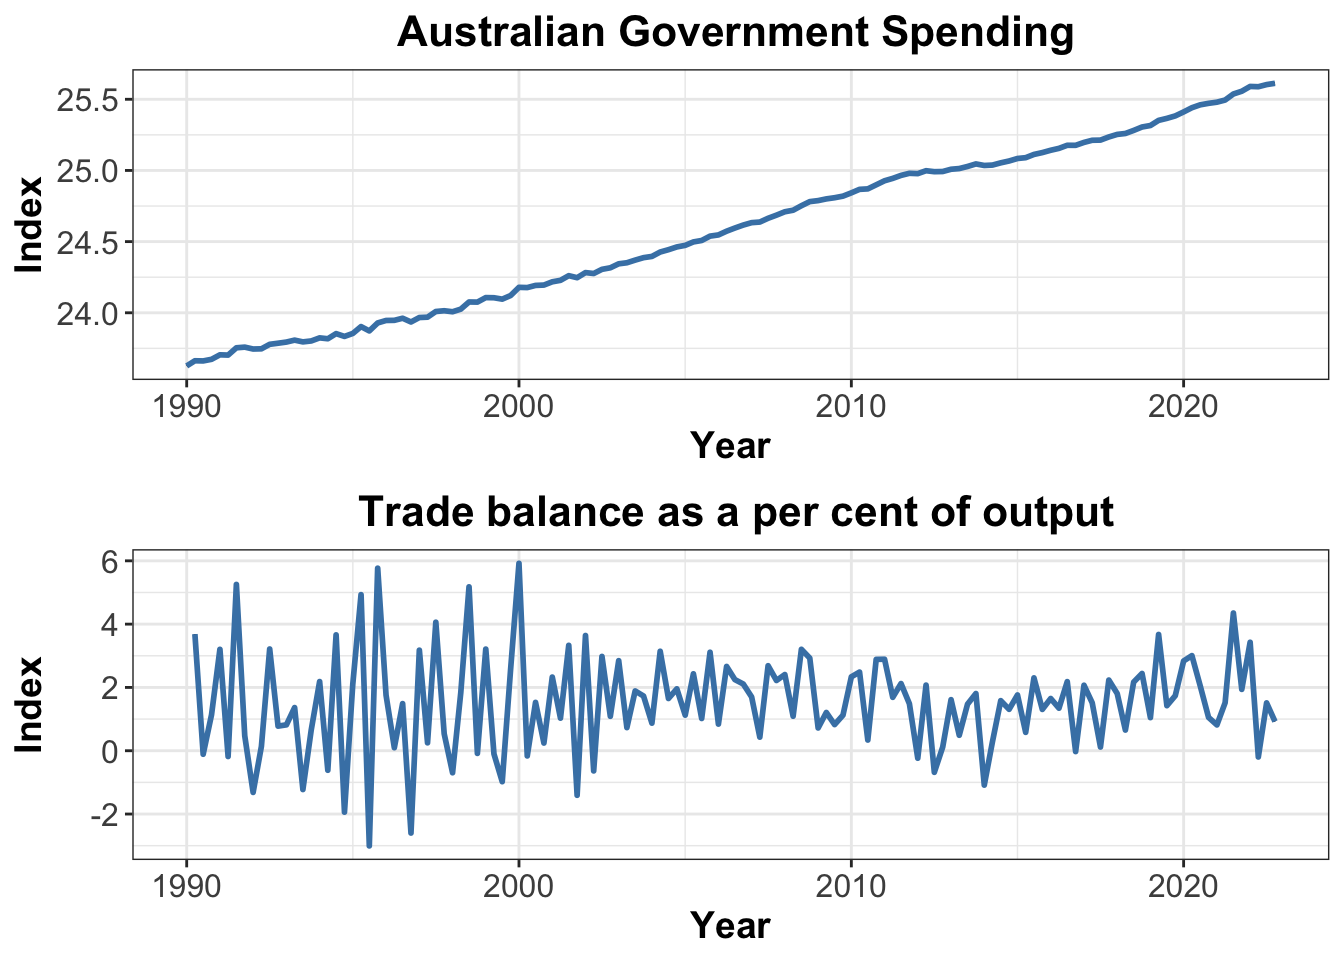 Australian Government Spending
Index
25.5
25.0
24.5
24.0
1990 2000 2010 2020
Year
Trade balance as a per cent of output
Index
6
4
2
0
-2
1990 2000 2010 2020
Year